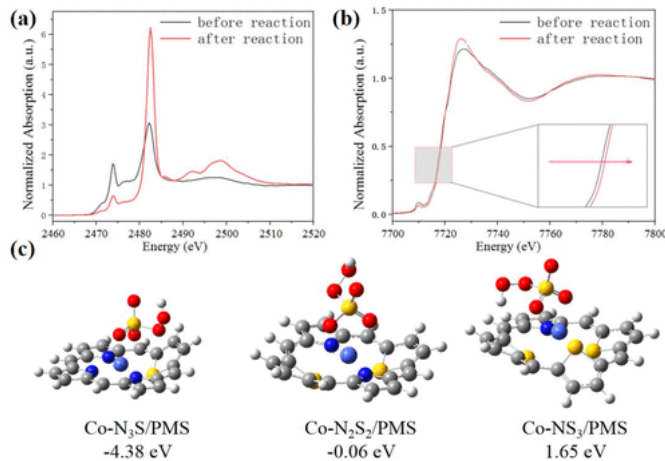 (a)
before reaction
after reaction
Normalized Absorption (a.u.)
6
5
4
3
2
1
0
2460 2470 2480 2490 2500 2510 2520
Energy (eV)
(b)
before reaction
after reaction
Normalized Absorption (a.u.)
1.5
1.0
0.5
0.0
7700 7720 7740 7760 7780 7800
Energy (eV)
(c)
Co-N₃S/PMS Co-N₂S₂/PMS Co-NS₃/PMS
-4.38 eV -0.06 eV 1.65 eV